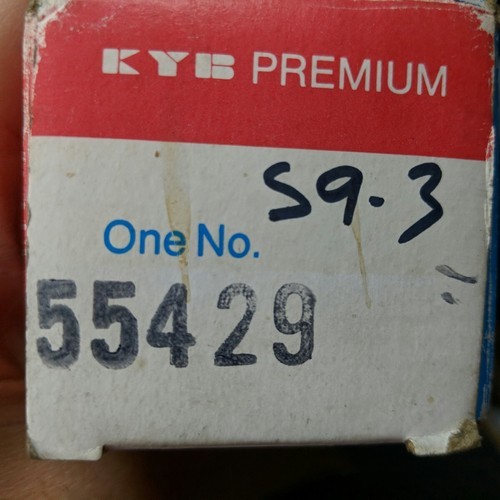 KYB PREMIUM
S9-3
One No.
55429